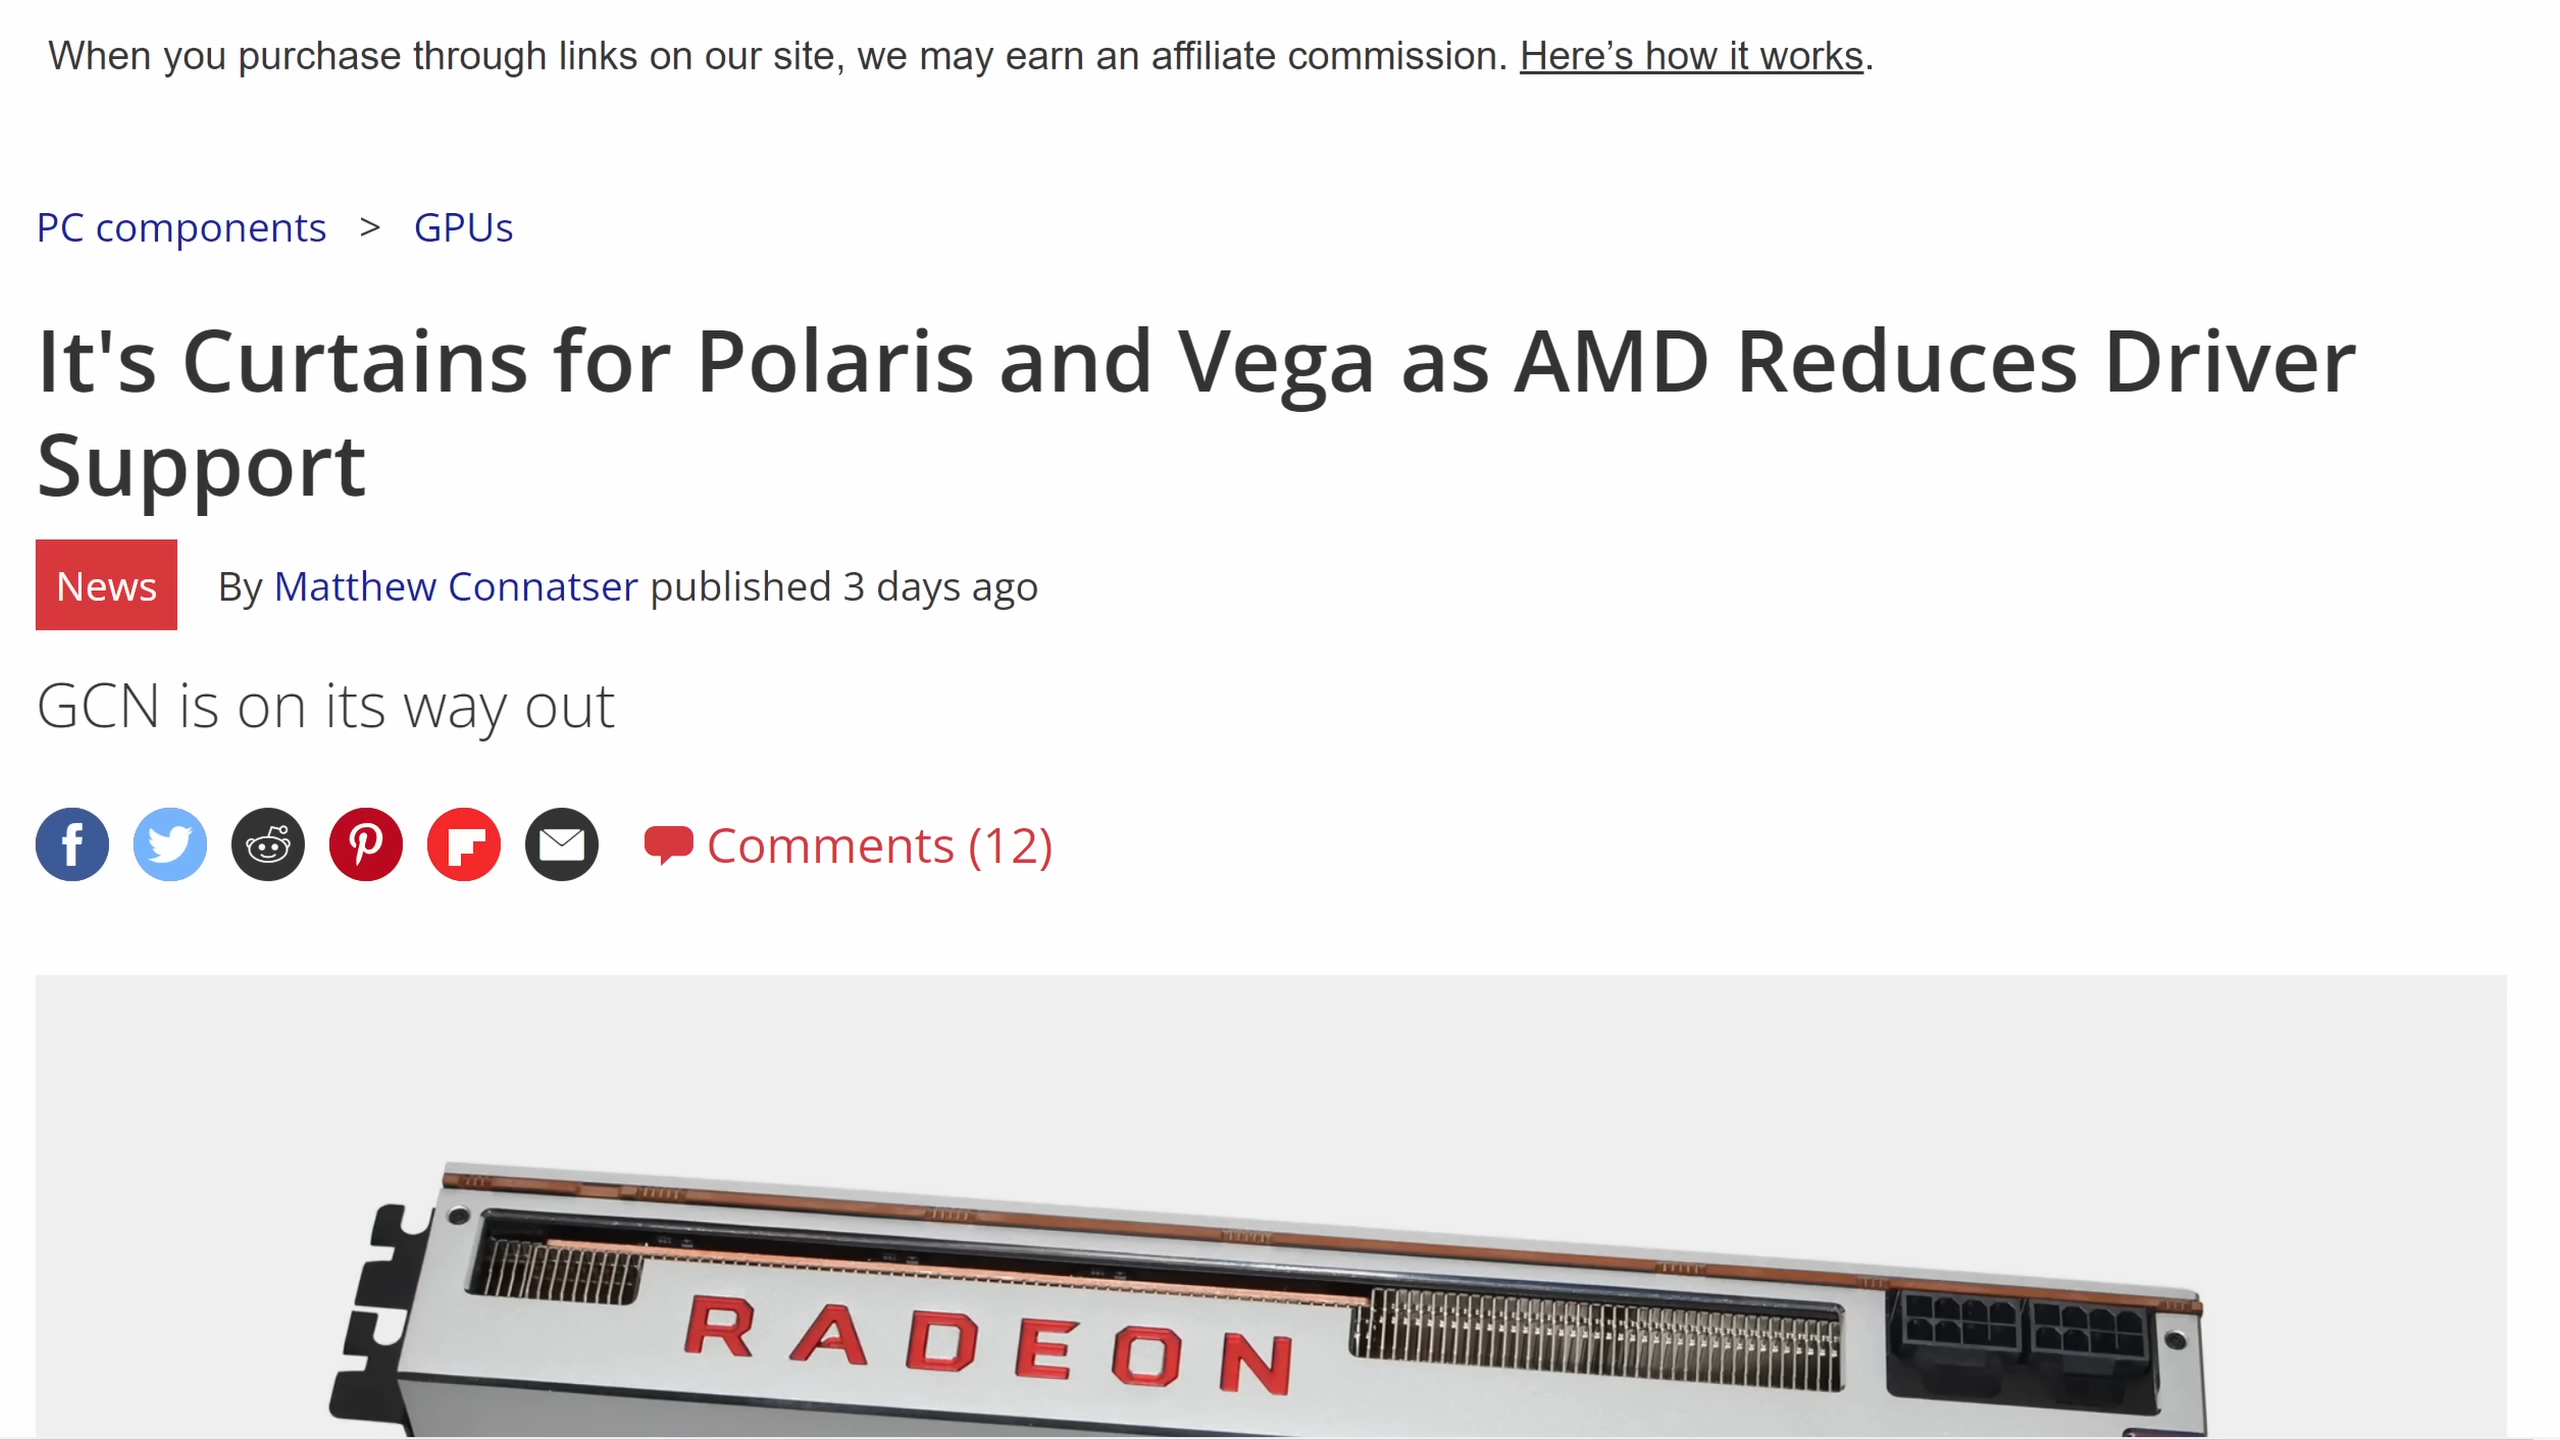 When you purchase through links on our site, we may earn an affiliate commission. Here’s how it works.
PC components > GPUs
It's Curtains for Polaris and Vega as AMD Reduces Driver
Support
News By Matthew Connatser published 3 days ago
GCN is on its way out
Comments (12)
RADEON